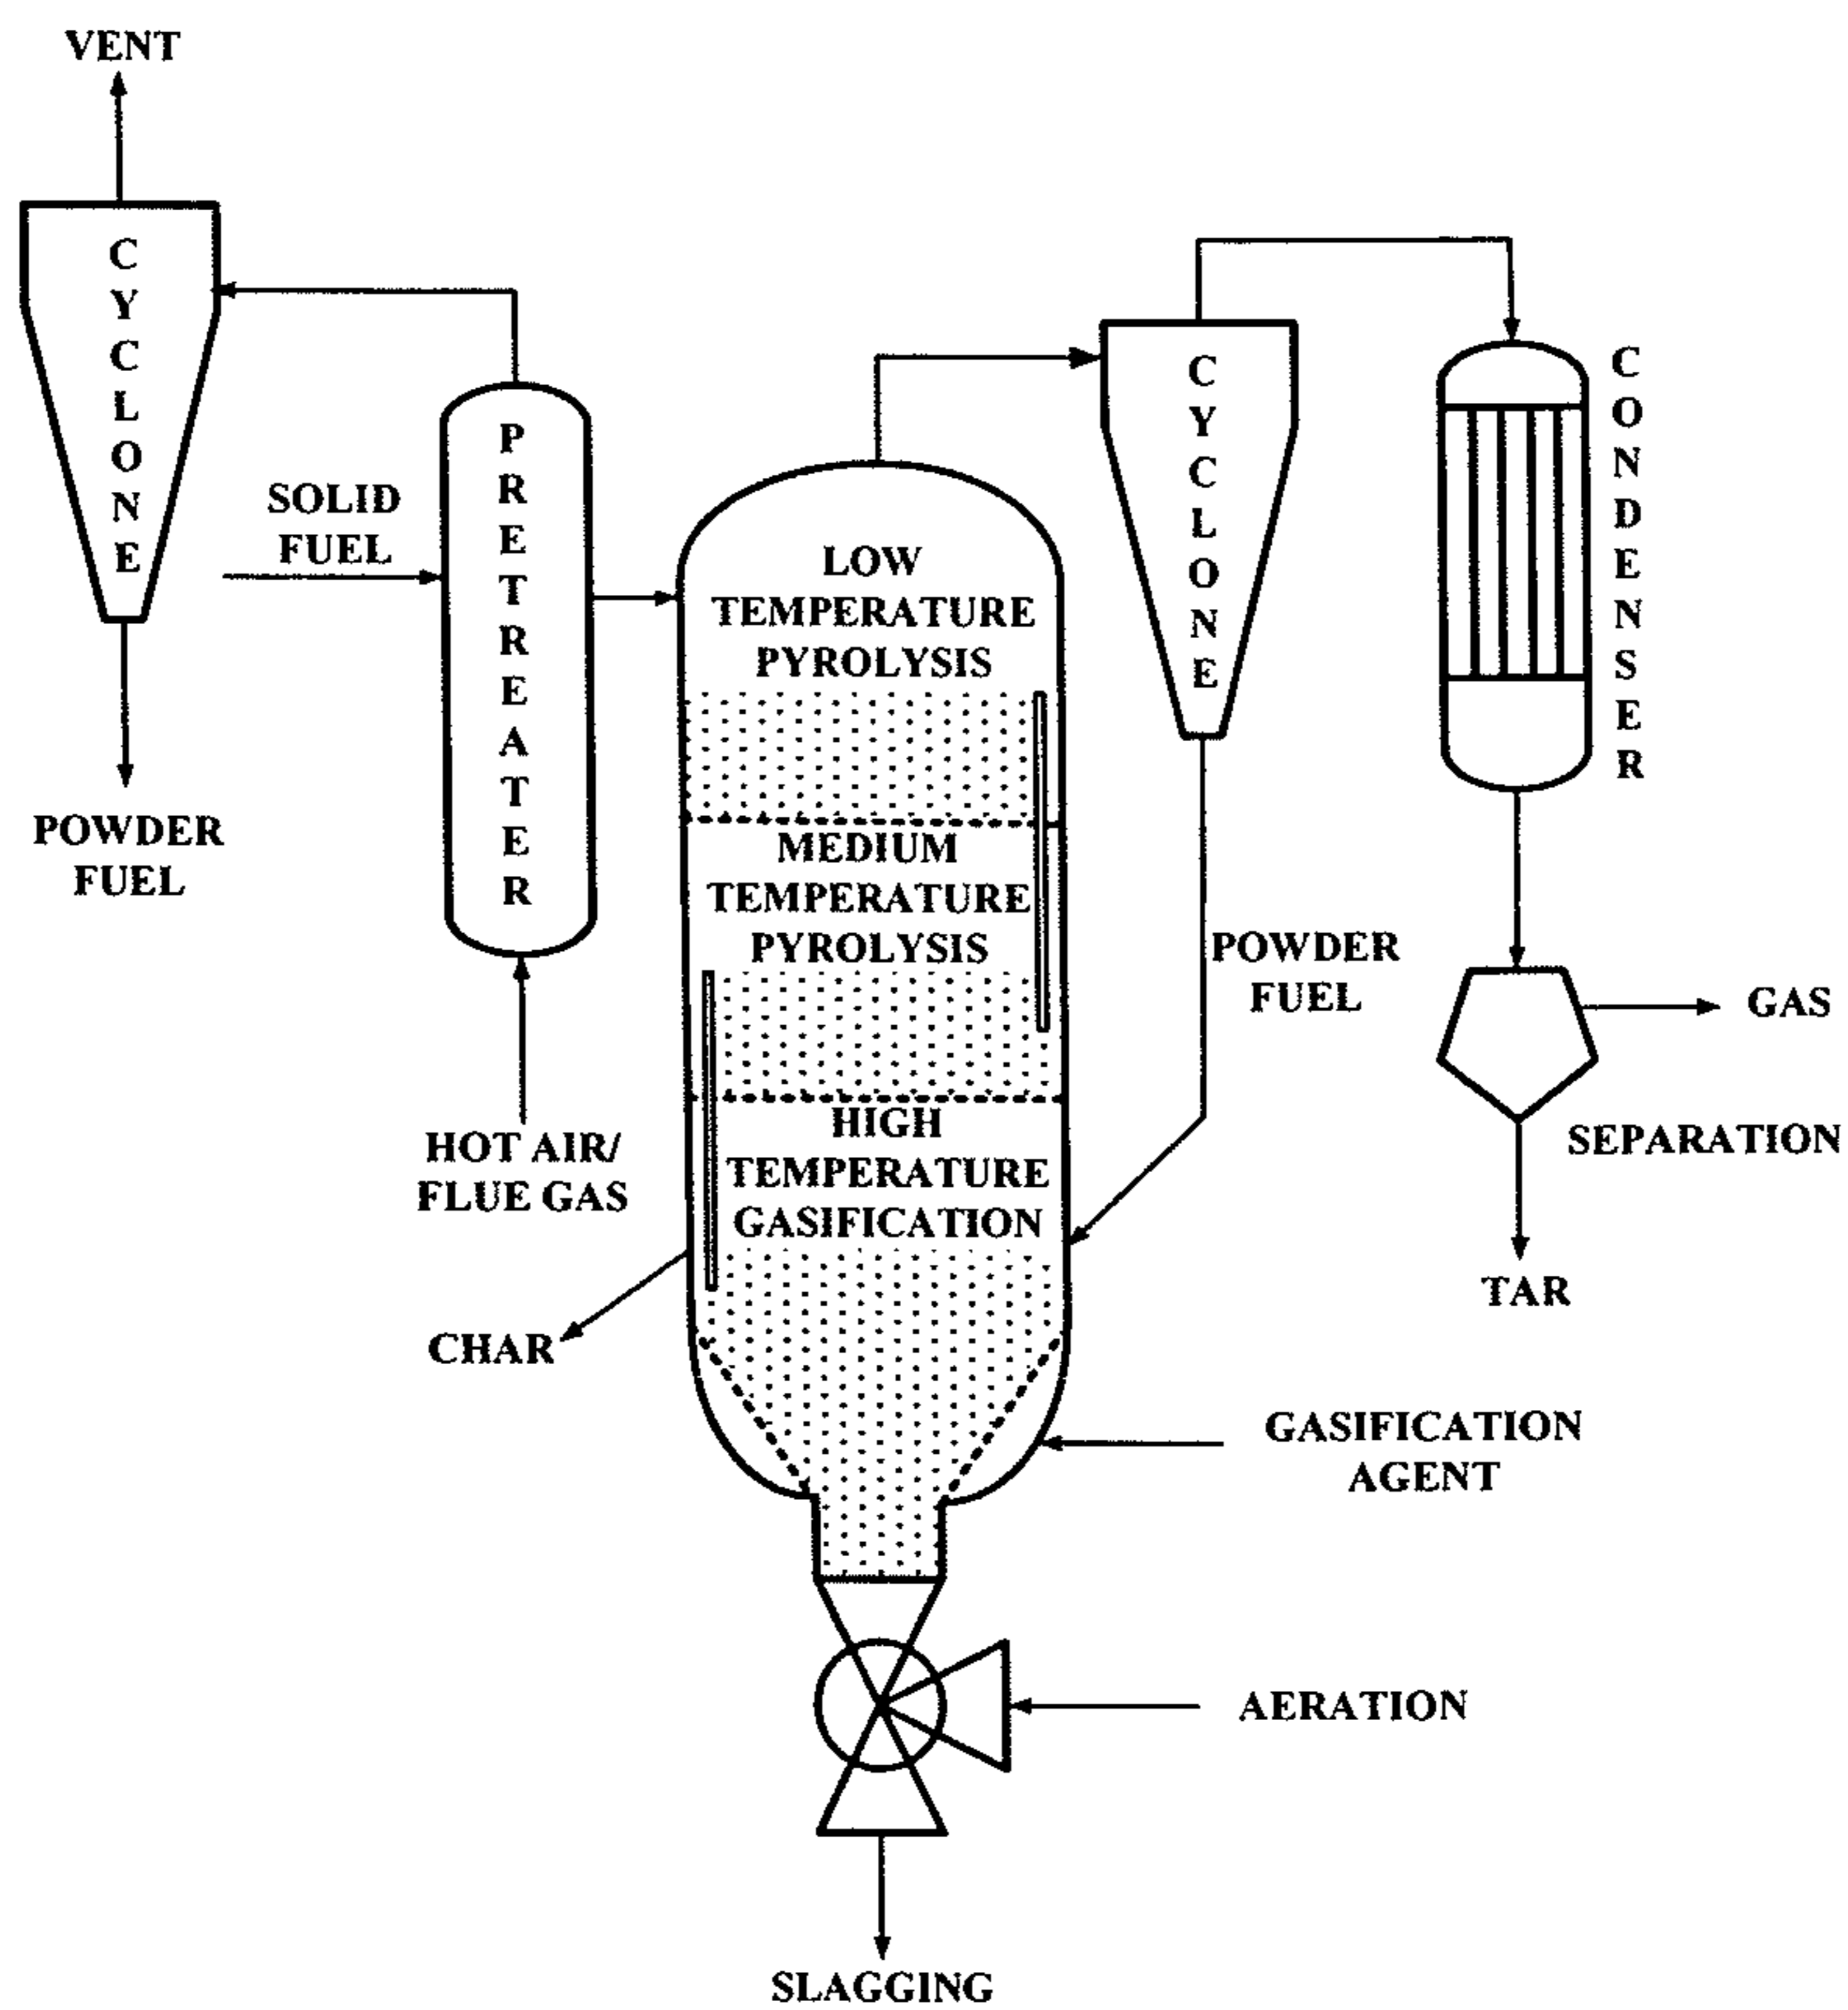 VENT
CYCLONE
SOLID
FUEL
PRETREATER
POWDER
FUEL
HOT AIR/
FLUE GAS
LOW
TEMPERATURE
PYROLYSIS
MEDIUM
TEMPERATURE
PYROLYSIS
HIGH
TEMPERATURE
GASIFICATION
CHAR
CYCLONE
CONDENSER
POWDER
FUEL
GAS
SEPARATION
TAR
GASIFICATION
AGENT
AERATION
SLAGGING